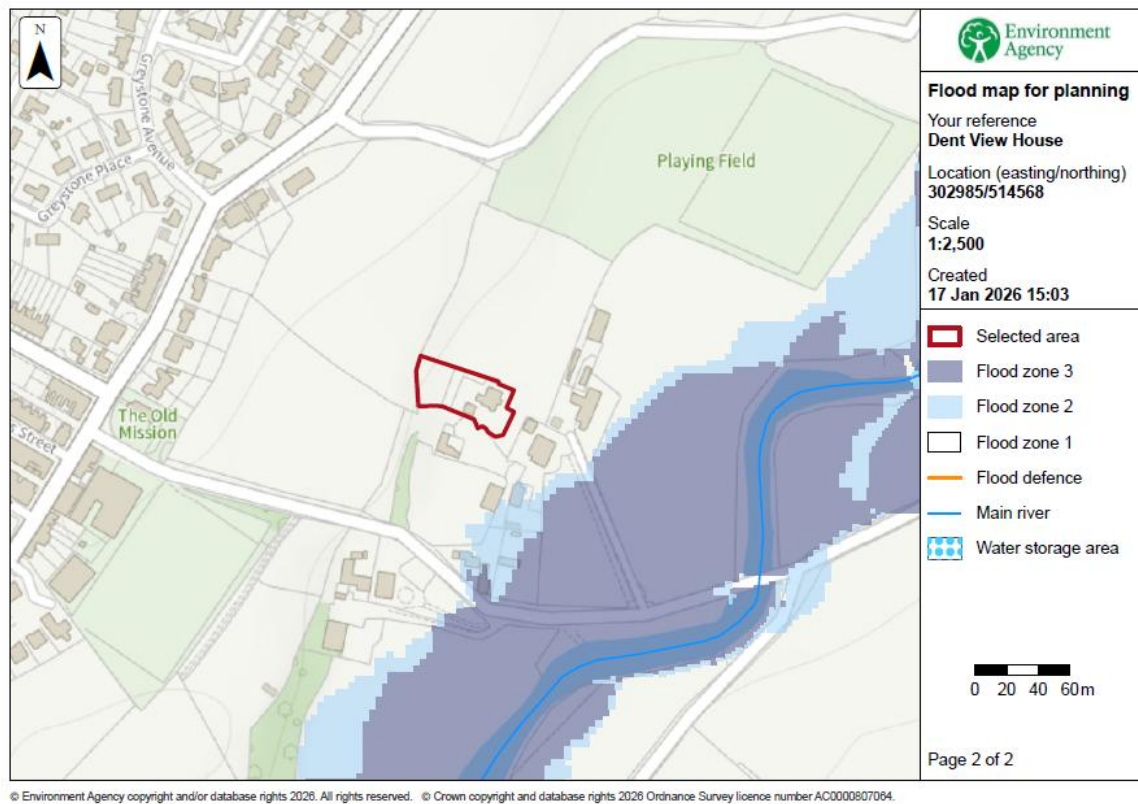 N
Greystone Avenue
Greystone Place
Playing Field
The Old
Mission
Street
Environment
Agency
Flood map for planning
Your reference
Dent View House
Location (easting/northing)
302985/514568
Scale
1:2,500
Created
17 Jan 2026 15:03
Selected area
Flood zone 3
Flood zone 2
Flood zone 1
Flood defence
Main river
Water storage area
0 20 40 60m
Page 2 of 2
© Environment Agency copyright and/or database rights 2026. All rights reserved. © Crown copyright and database rights 2026 Ordnance Survey licence number AC0000807064.